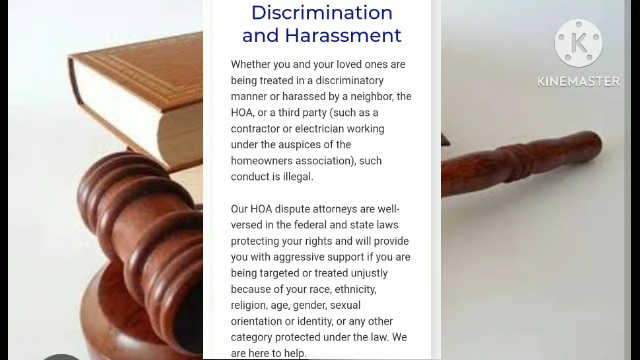 Discrimination
and Harassment
Whether you and your loved ones are
being treated in a discriminatory
manner or harassed by a neighbor, the
HOA, or a third party (such as a
contractor or electrician working
under the auspices of the
homeowners association), such
conduct is illegal.
Our HOA dispute attorneys are well-
versed in the federal and state laws
protecting your rights and will provide
you with aggressive support if you are
being targeted or treated unjustly
because of your race, ethnicity,
religion, age, gender, sexual
orientation or identity, or any other
category protected under the law. We
are here to help.
K
KINEMASTER